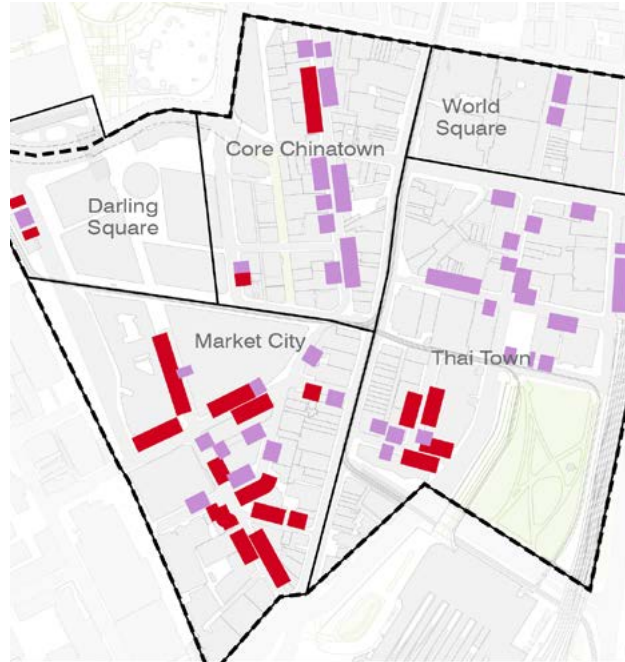 World
Square
Core Chinatown
Darling
Square
Market City
Thai Town